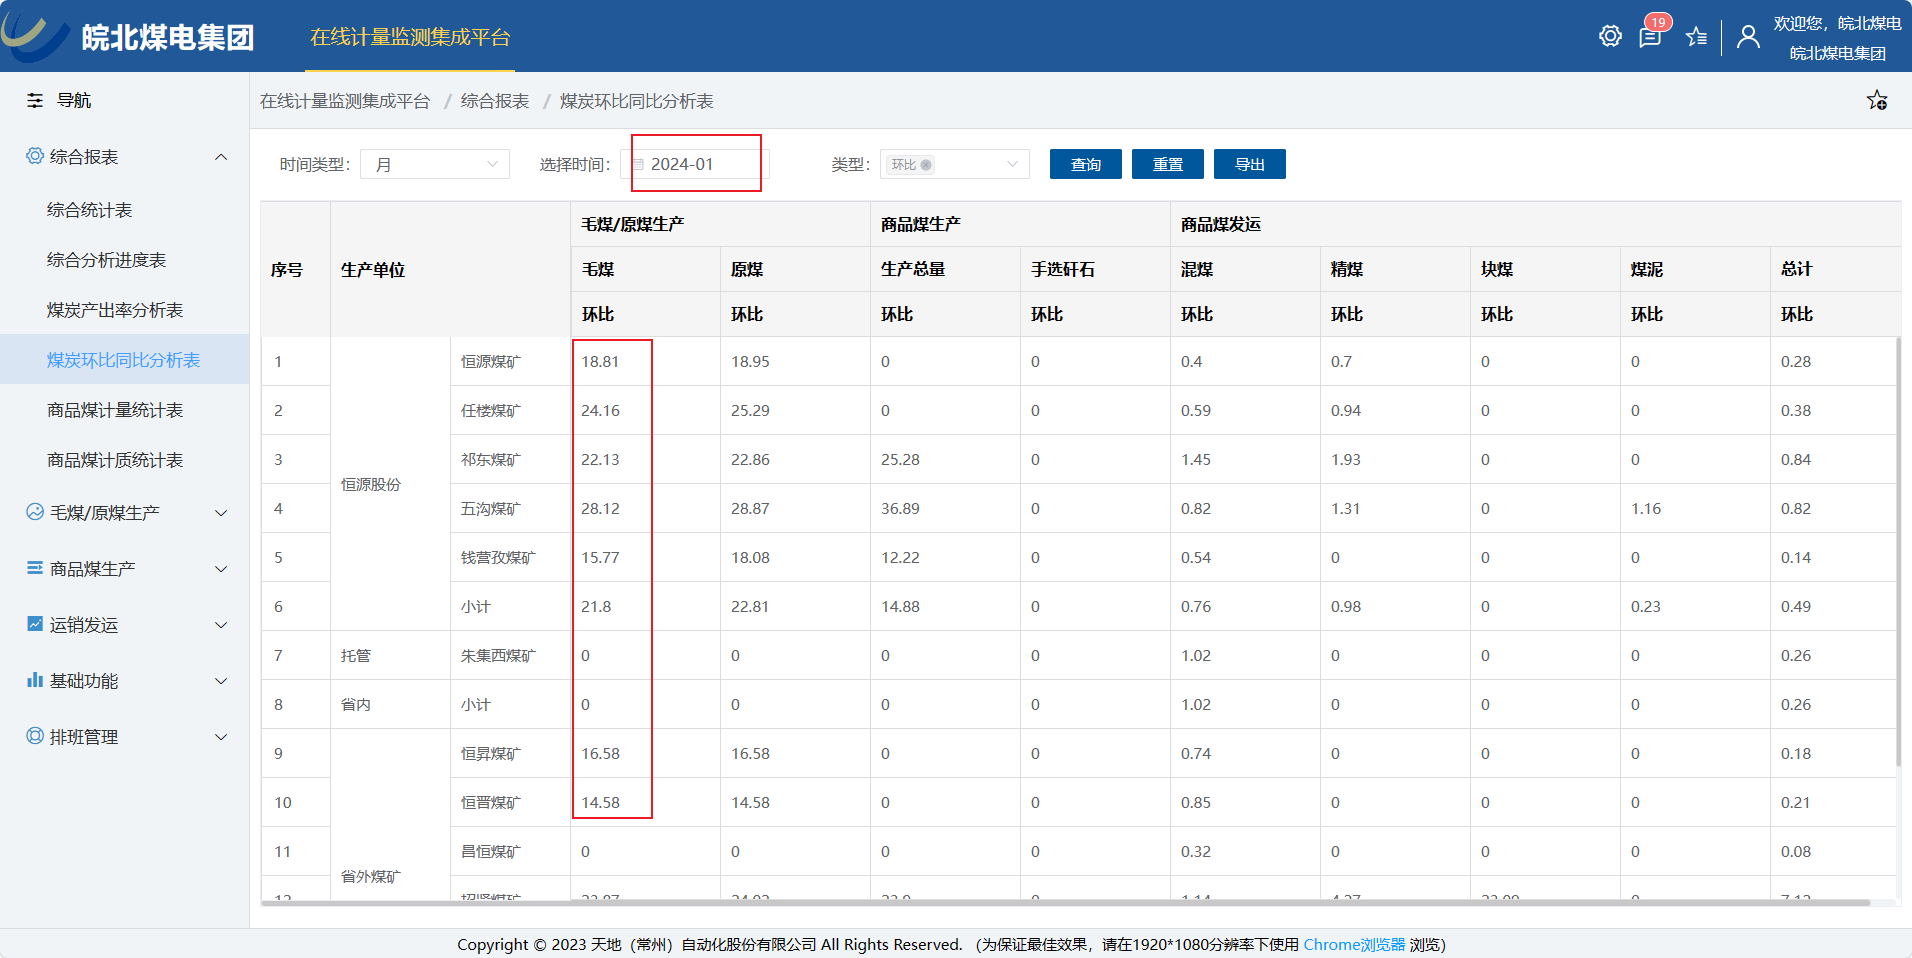 皖北煤电集团
在线计量监测集成平台
19
欢迎您，皖北煤电
皖北煤电集团
导航
在线计量监测集成平台 / 综合报表 / 煤炭环比同比分析表
综合报表
综合统计表
综合分析进度表
煤炭产出率分析表
煤炭环比同比分析表
商品煤计量统计表
商品煤计质统计表
毛煤/原煤生产
商品煤生产
运销发运
基础功能
排班管理
时间类型： 月 选择时间： 2024-01 类型： 环比 查询 重置 导出
序号 生产单位 毛煤/原煤生产 商品煤生产 商品煤发运
毛煤 原煤 生产总量 手选矸石 混煤 精煤 块煤 煤泥 总计
环比 环比 环比 环比 环比 环比 环比 环比 环比
1 恒源煤矿 18.81 18.95 0 0 0.4 0.7 0 0 0.28
2 任楼煤矿 24.16 25.29 0 0 0.59 0.94 0 0 0.38
3 祁东煤矿 22.13 22.86 25.28 0 1.45 1.93 0 0 0.84
恒源股份
4 五沟煤矿 28.12 28.87 36.89 0 0.82 1.31 0 1.16 0.82
5 钱营孜煤矿 15.77 18.08 12.22 0 0.54 0 0 0 0.14
6 小计 21.8 22.81 14.88 0 0.76 0.98 0 0.23 0.49
7 托管 朱集西煤矿 0 0 0 0 1.02 0 0 0 0.26
8 省内 小计 0 0 0 0 1.02 0 0 0 0.26
9 恒昇煤矿 16.58 16.58 0 0 0.74 0 0 0 0.18
10 恒晋煤矿 14.58 14.58 0 0 0.85 0 0 0 0.21
11 昌恒煤矿 0 0 0 0 0.32 0 0 0 0.08
省外煤矿
Copyright © 2023 天地（常州）自动化股份有限公司 All Rights Reserved. （为保证最佳效果，请在1920*1080分辨率下使用 Chrome浏览器 浏览）